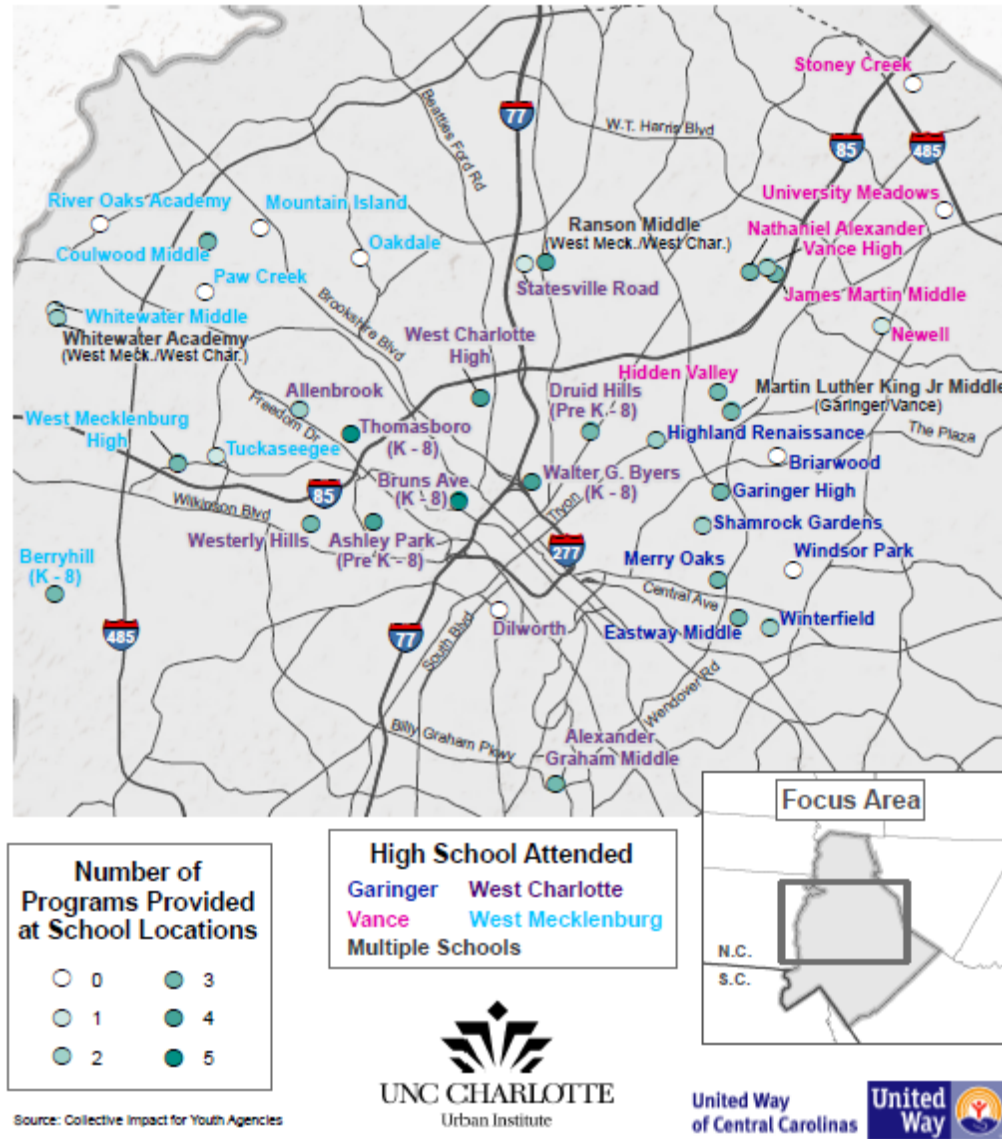 Stoney Creek
77
Beatties Ford Rd
W.T. Harris Blvd
85
485
University Meadows
River Oaks Academy
Mountain Island
Ranson Middle
(West Meck./West Char.)
Nathaniel Alexander
Vance High
Coulwood Middle
Oakdale
Paw Creek
Statesville Road
James Martin Middle
Whitewater Middle
Brookshire Blvd
Newell
Whitewater Academy
(West Meck./West Char.)
West Charlotte
High
Hidden Valley
Allenbrook
Druid Hills
(Pre K - 8)
Martin Luther King Jr Middle
(Garinger/Vance)
West Mecklenburg
High
Freedom Dr
Thomasboro
(K - 8)
Highland Renaissance
The Plaza
Tuckaseegee
Briarwood
Bruns Ave
(K - 8)
Walter G. Byers
(K - 8)
85
Garinger High
Wilkinson Blvd
Tryon
Westerly Hills
Ashley Park
(Pre K - 8)
Shamrock Gardens
277
Berryhill
(K - 8)
Merry Oaks
Windsor Park
Central Ave
485
77
South Blvd
Dilworth
Eastway Middle
Winterfield
Wendover Rd
Billy Graham Pkwy
Alexander
Graham Middle
Focus Area
N.C.
S.C.
Number of
Programs Provided
at School Locations
0
3
1
4
2
5
High School Attended
Garinger West Charlotte
Vance West Mecklenburg
Multiple Schools
UNC CHARLOTTE
Urban Institute
Source: Collective Impact for Youth Agencies
United Way
of Central Carolinas
United
Way